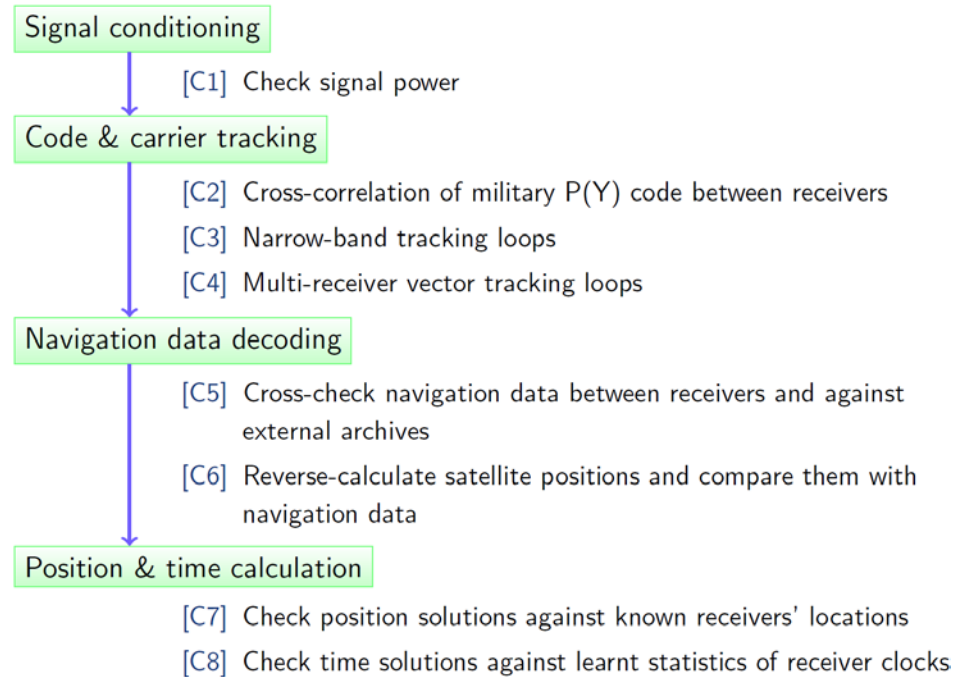 Signal conditioning
[C1] Check signal power
Code & carrier tracking
[C2] Cross-correlation of military P(Y) code between receivers
[C3] Narrow-band tracking loops
[C4] Multi-receiver vector tracking loops
Navigation data decoding
[C5] Cross-check navigation data between receivers and against
external archives
[C6] Reverse-calculate satellite positions and compare them with
navigation data
Position & time calculation
[C7] Check position solutions against known receivers' locations
[C8] Check time solutions against learnt statistics of receiver clocks